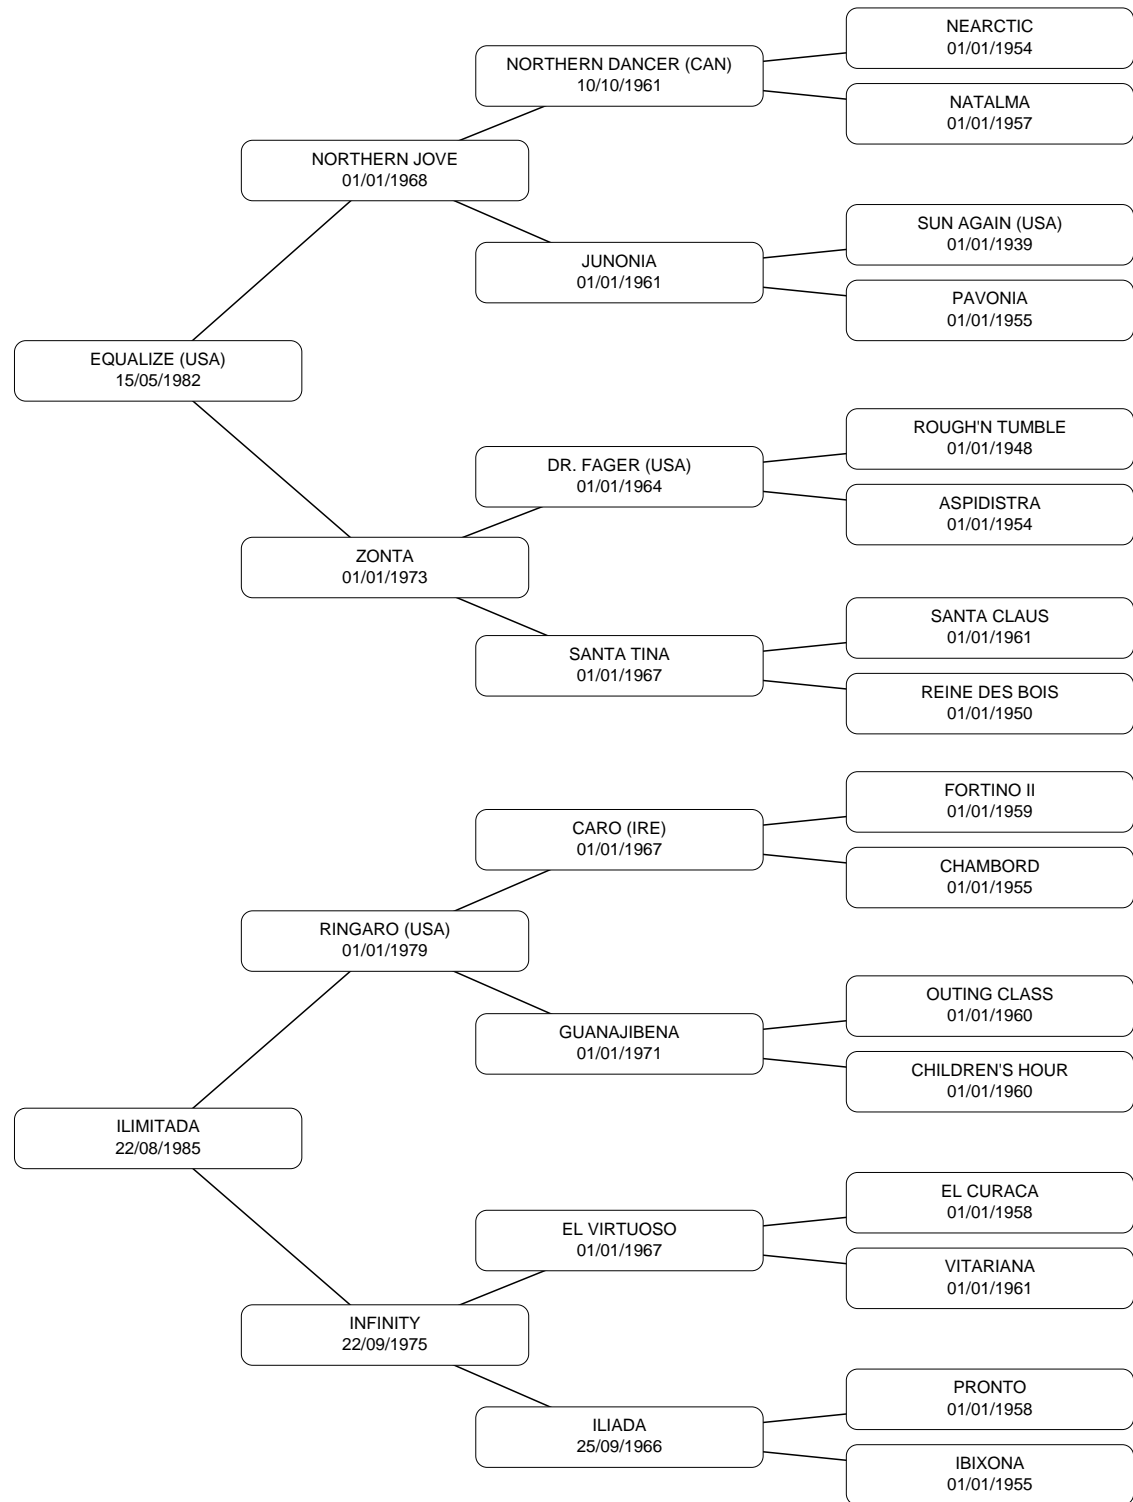 NEARCTIC
01/01/1954
NORTHERN DANCER (CAN)
10/10/1961
NATALMA
01/01/1957
NORTHERN JOVE
01/01/1968
SUN AGAIN (USA)
01/01/1939
JUNONIA
01/01/1961
PAVONIA
01/01/1955
EQUALIZE (USA)
15/05/1982
ROUGH'N TUMBLE
01/01/1948
DR. FAGER (USA)
01/01/1964
ASPIDISTRA
01/01/1954
ZONTA
01/01/1973
SANTA CLAUS
01/01/1961
SANTA TINA
01/01/1967
REINE DES BOIS
01/01/1950
FORTINO II
01/01/1959
CARO (IRE)
01/01/1967
CHAMBORD
01/01/1955
RINGARO (USA)
01/01/1979
OUTING CLASS
01/01/1960
GUANAJIBENA
01/01/1971
CHILDREN'S HOUR
01/01/1960
ILIMITADA
22/08/1985
EL CURACA
01/01/1958
EL VIRTUOSO
01/01/1967
VITARIANA
01/01/1961
INFINITY
22/09/1975
PRONTO
01/01/1958
ILIADA
25/09/1966
IBIXONA
01/01/1955